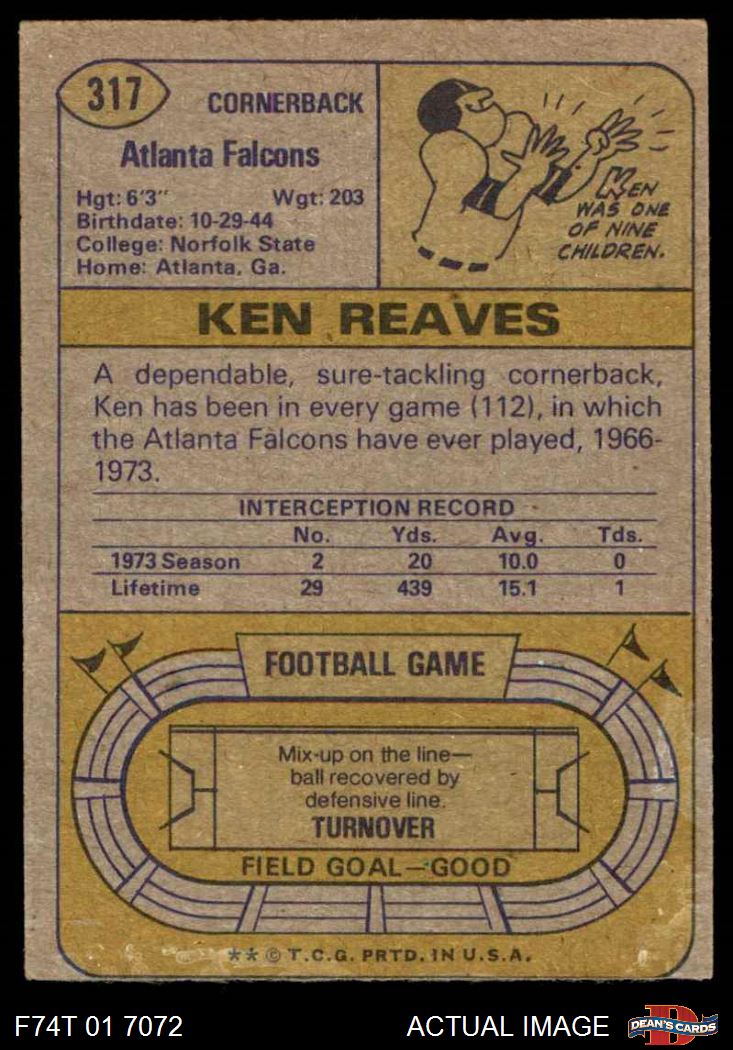 317
CORNERBACK
Atlanta Falcons
Hgt: 6'3" Wgt: 203
Birthdate: 10-29-44
College: Norfolk State
Home: Atlanta, Ga.
KEN
WAS ONE
OF NINE
CHILDREN.
KEN REAVES
A dependable, sure-tackling cornerback,
Ken has been in every game (112), in which
the Atlanta Falcons have ever played, 1966-
1973.
INTERCEPTION RECORD
No. Yds. Avg. Tds.
1973 Season 2 20 10.0 0
Lifetime 29 439 15.1 1
FOOTBALL GAME
Mix-up on the line—
ball recovered by
defensive line.
TURNOVER
FIELD GOAL—GOOD
** © T.C.G. PRTD. IN U.S.A.
F74T 01 7072 ACTUAL IMAGE
D
DEAN'S CARDS